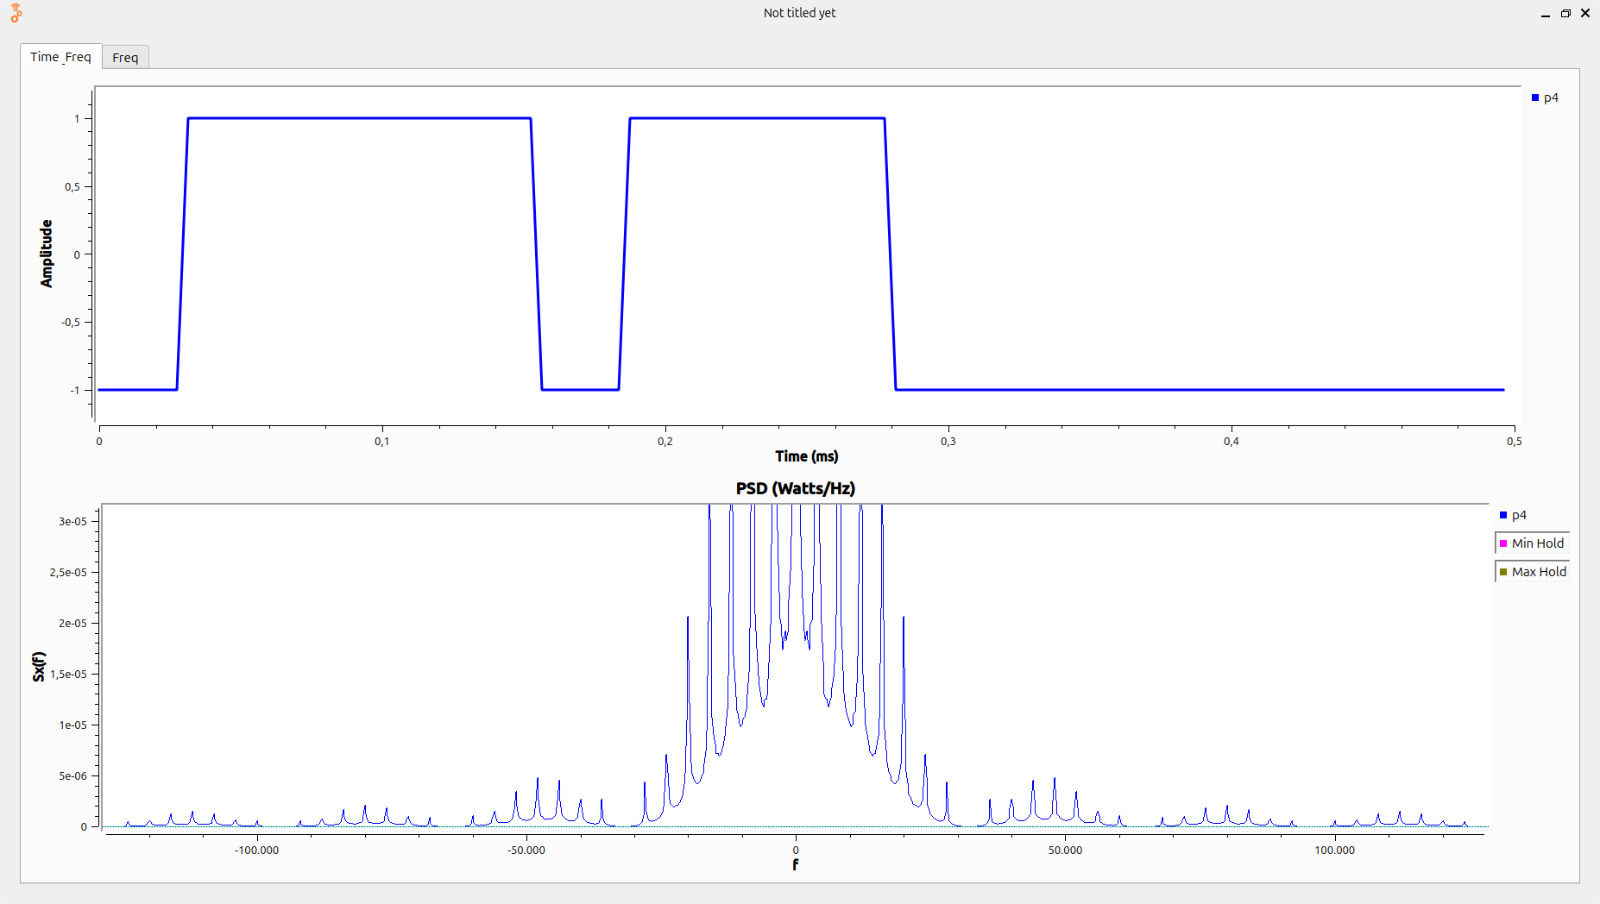 Not titled yet
Time_Freq Freq
p4
1
0,5
0
-0,5
-1
Amplitude
0 0,1 0,2 0,3 0,4 0,5
Time (ms)
PSD (Watts/Hz)
p4
Min Hold
Max Hold
3e-05
2,5e-05
2e-05
1,5e-05
1e-05
5e-06
0
Sx(f)
-100.000 -50.000 0 50.000 100.000
f